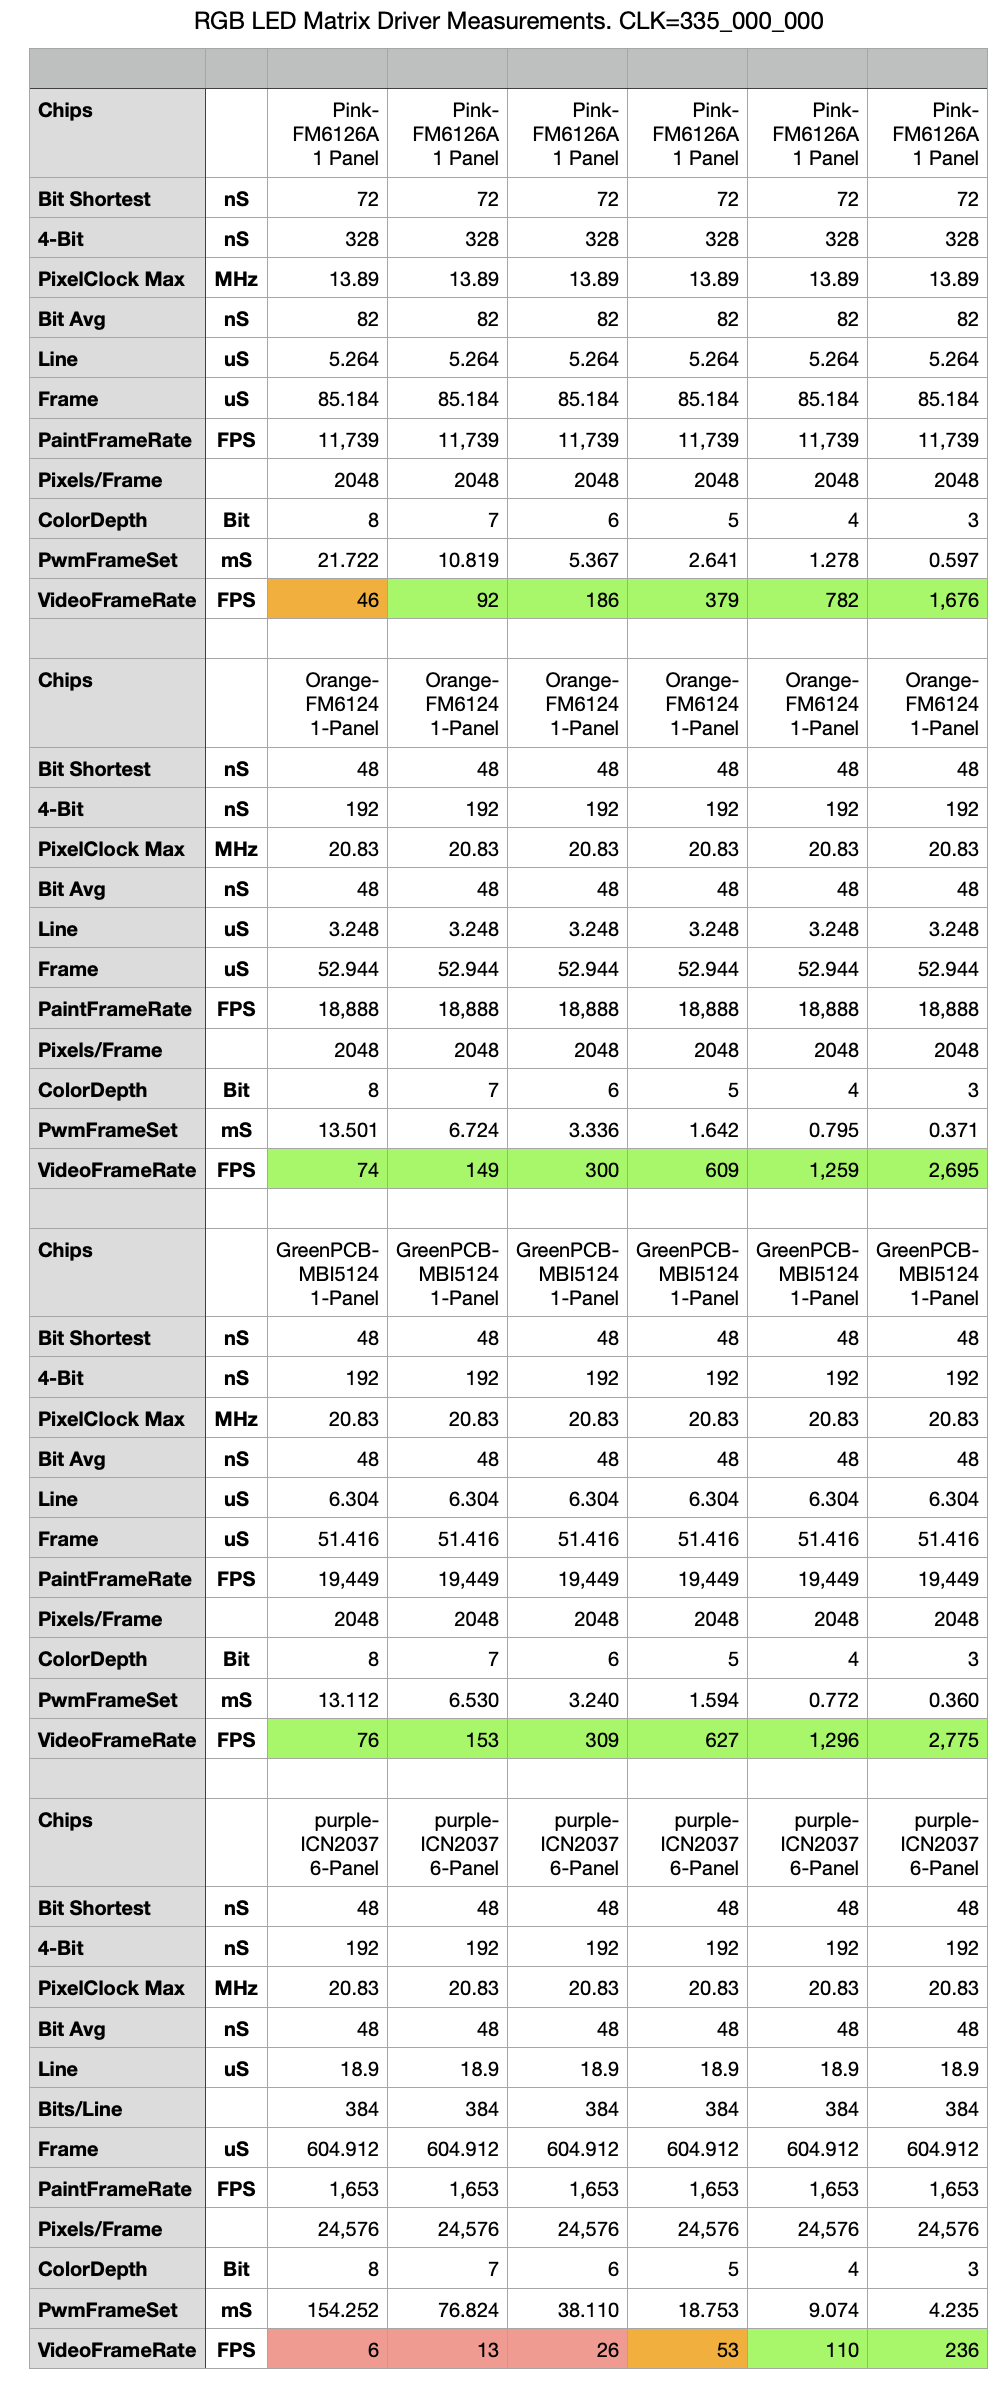 RGB LED Matrix Driver Measurements. CLK=335_000_000
Chips Pink- Pink- Pink- Pink- Pink- Pink-
FM6126A FM6126A FM6126A FM6126A FM6126A FM6126A
1 Panel 1 Panel 1 Panel 1 Panel 1 Panel 1 Panel
Bit Shortest nS 72 72 72 72 72 72
4-Bit nS 328 328 328 328 328 328
PixelClock Max MHz 13.89 13.89 13.89 13.89 13.89 13.89
Bit Avg nS 82 82 82 82 82 82
Line uS 5.264 5.264 5.264 5.264 5.264 5.264
Frame uS 85.184 85.184 85.184 85.184 85.184 85.184
PaintFrameRate FPS 11,739 11,739 11,739 11,739 11,739 11,739
Pixels/Frame 2048 2048 2048 2048 2048 2048
ColorDepth Bit 8 7 6 5 4 3
PwmFrameSet mS 21.722 10.819 5.367 2.641 1.278 0.597
VideoFrameRate FPS 46 92 186 379 782 1,676
Chips Orange- Orange- Orange- Orange- Orange- Orange-
FM6124 FM6124 FM6124 FM6124 FM6124 FM6124
1-Panel 1-Panel 1-Panel 1-Panel 1-Panel 1-Panel
Bit Shortest nS 48 48 48 48 48 48
4-Bit nS 192 192 192 192 192 192
PixelClock Max MHz 20.83 20.83 20.83 20.83 20.83 20.83
Bit Avg nS 48 48 48 48 48 48
Line uS 3.248 3.248 3.248 3.248 3.248 3.248
Frame uS 52.944 52.944 52.944 52.944 52.944 52.944
PaintFrameRate FPS 18,888 18,888 18,888 18,888 18,888 18,888
Pixels/Frame 2048 2048 2048 2048 2048 2048
ColorDepth Bit 8 7 6 5 4 3
PwmFrameSet mS 13.501 6.724 3.336 1.642 0.795 0.371
VideoFrameRate FPS 74 149 300 609 1,259 2,695
Chips GreenPCB- GreenPCB- GreenPCB- GreenPCB- GreenPCB- GreenPCB-
MBI5124 MBI5124 MBI5124 MBI5124 MBI5124 MBI5124
1-Panel 1-Panel 1-Panel 1-Panel 1-Panel 1-Panel
Bit Shortest nS 48 48 48 48 48 48
4-Bit nS 192 192 192 192 192 192
PixelClock Max MHz 20.83 20.83 20.83 20.83 20.83 20.83
Bit Avg nS 48 48 48 48 48 48
Line uS 6.304 6.304 6.304 6.304 6.304 6.304
Frame uS 51.416 51.416 51.416 51.416 51.416 51.416
PaintFrameRate FPS 19,449 19,449 19,449 19,449 19,449 19,449
Pixels/Frame 2048 2048 2048 2048 2048 2048
ColorDepth Bit 8 7 6 5 4 3
PwmFrameSet mS 13.112 6.530 3.240 1.594 0.772 0.360
VideoFrameRate FPS 76 153 309 627 1,296 2,775
Chips purple- purple- purple- purple- purple- purple-
ICN2037 ICN2037 ICN2037 ICN2037 ICN2037 ICN2037
6-Panel 6-Panel 6-Panel 6-Panel 6-Panel 6-Panel
Bit Shortest nS 48 48 48 48 48 48
4-Bit nS 192 192 192 192 192 192
PixelClock Max MHz 20.83 20.83 20.83 20.83 20.83 20.83
Bit Avg nS 48 48 48 48 48 48
Line uS 18.9 18.9 18.9 18.9 18.9 18.9
Bits/Line 384 384 384 384 384 384
Frame uS 604.912 604.912 604.912 604.912 604.912 604.912
PaintFrameRate FPS 1,653 1,653 1,653 1,653 1,653 1,653
Pixels/Frame 24,576 24,576 24,576 24,576 24,576 24,576
ColorDepth Bit 8 7 6 5 4 3
PwmFrameSet mS 154.252 76.824 38.110 18.753 9.074 4.235
VideoFrameRate FPS 6 13 26 53 110 236